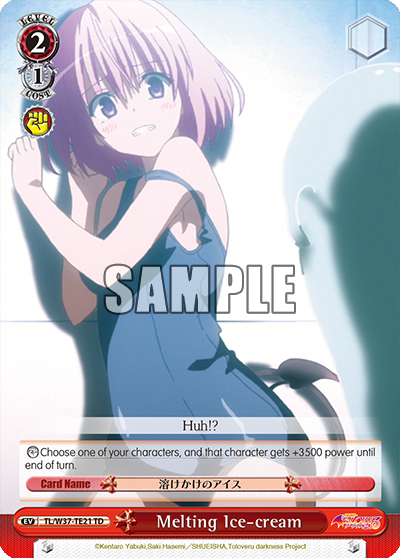 LEVEL
2
1
COST
SAMPLE
Huh!?
Choose one of your characters, and that character gets +3500 power until
end of turn.
Card Name 溶けかけのアイス
EV TL/W37-TE21 TD Melting Ice-cream
©Kentaro Yabuki,Saki Hasemi／SHUEISHA,Toloveru darkness Project